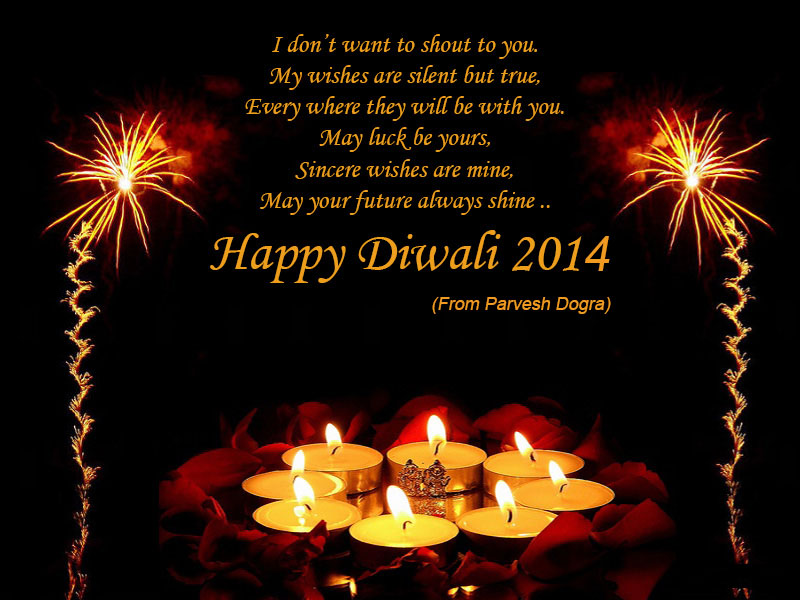 I don't want to shout to you.
My wishes are silent but true,
Every where they will be with you.
May luck be yours,
Sincere wishes are mine,
May your future always shine ..
Happy Diwali 2014
(From Parvesh Dogra)